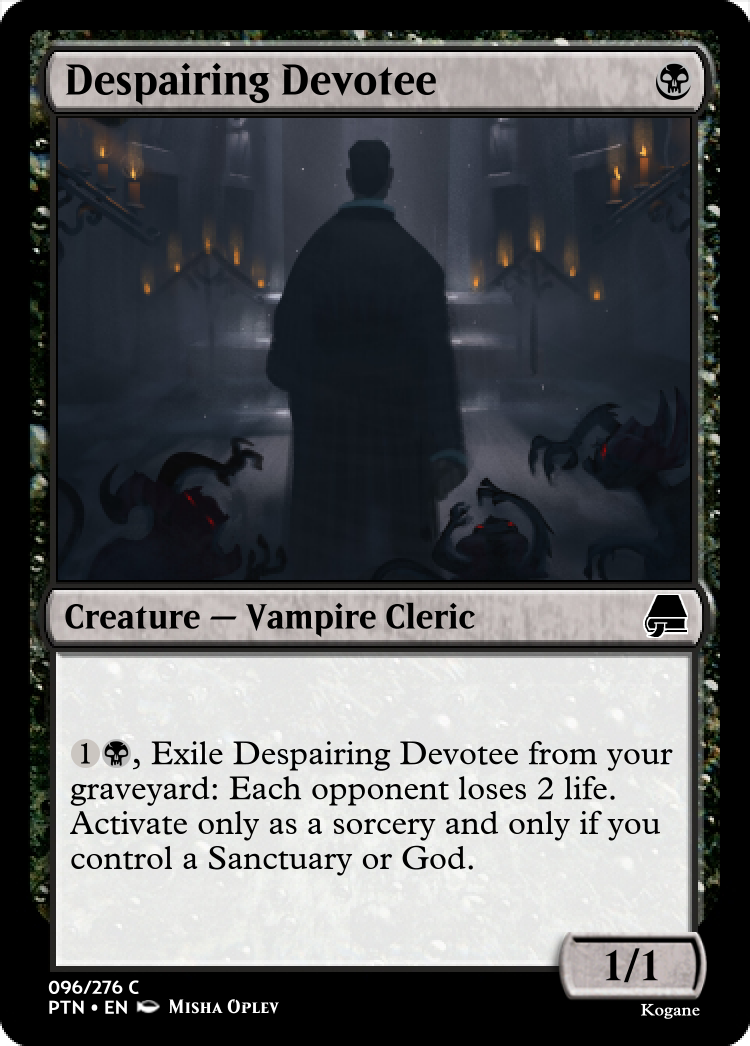 Despairing Devotee
Creature — Vampire Cleric
1, Exile Despairing Devotee from your
graveyard: Each opponent loses 2 life.
Activate only as a sorcery and only if you
control a Sanctuary or God.
1/1
096/276 C
PTN • EN Misha Oplev
Kogane